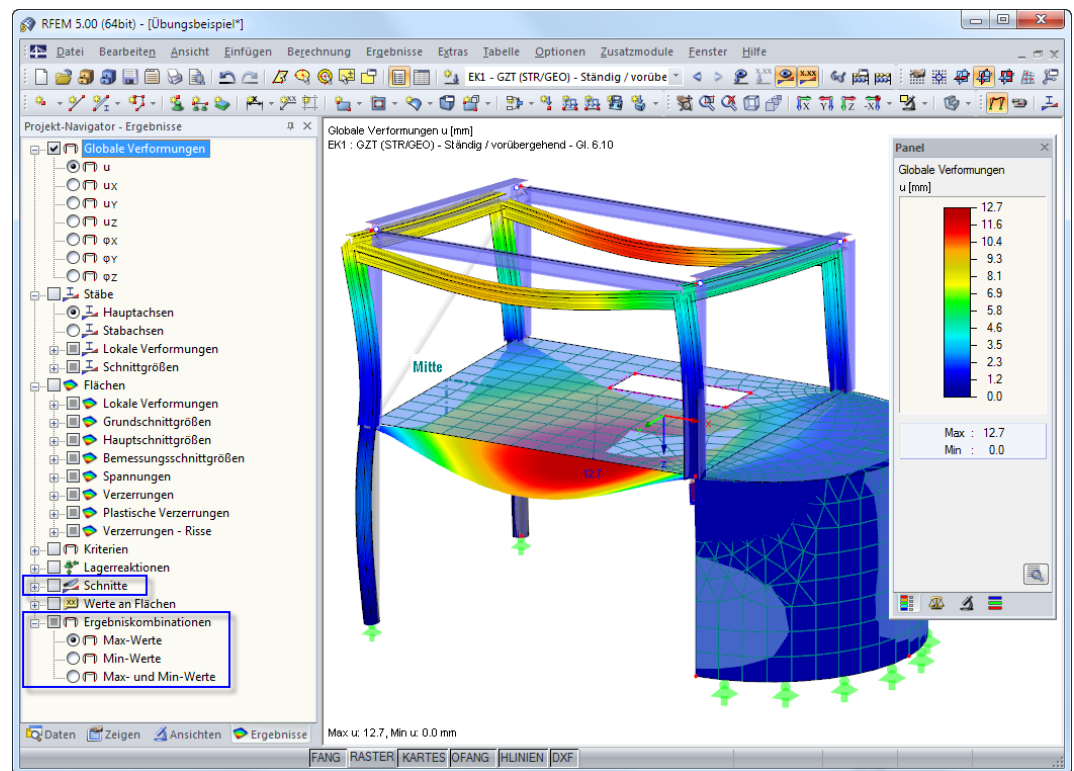 RFEM 5.00 (64bit) - [Übungsbeispiel*]
Datei Bearbeiten Ansicht Einfügen Berechnung Ergebnisse Extras Tabelle Optionen Zusatzmodule Fenster Hilfe
EK1 - GZT (STR/GEO) - Ständig / vorübe
Projekt-Navigator - Ergebnisse
Globale Verformungen
u
uX
uY
uZ
φX
φY
φZ
Stäbe
Hauptachsen
Stabachsen
Lokale Verformungen
Schnittgrößen
Flächen
Lokale Verformungen
Grundschnittgrößen
Hauptschnittgrößen
Bemessungsschnittgrößen
Spannungen
Verzerrungen
Plastische Verzerrungen
Verzerrungen - Risse
Kriterien
Lagerreaktionen
Schnitte
Werte an Flächen
Ergebniskombinationen
Max-Werte
Min-Werte
Max- und Min-Werte
Daten Zeigen Ansichten Ergebnisse
Globale Verformungen u [mm]
EK1 : GZT (STR/GEO) - Ständig / vorübergehend - Gl. 6.10
Mitte
X
Z
12.7
Max u: 12.7, Min u: 0.0 mm
Panel
Globale Verformungen
u [mm]
12.7
11.6
10.4
9.3
8.1
6.9
5.8
4.6
3.5
2.3
1.2
0.0
Max : 12.7
Min : 0.0
FANG RASTER KARTES OFANG HLINIEN DXF